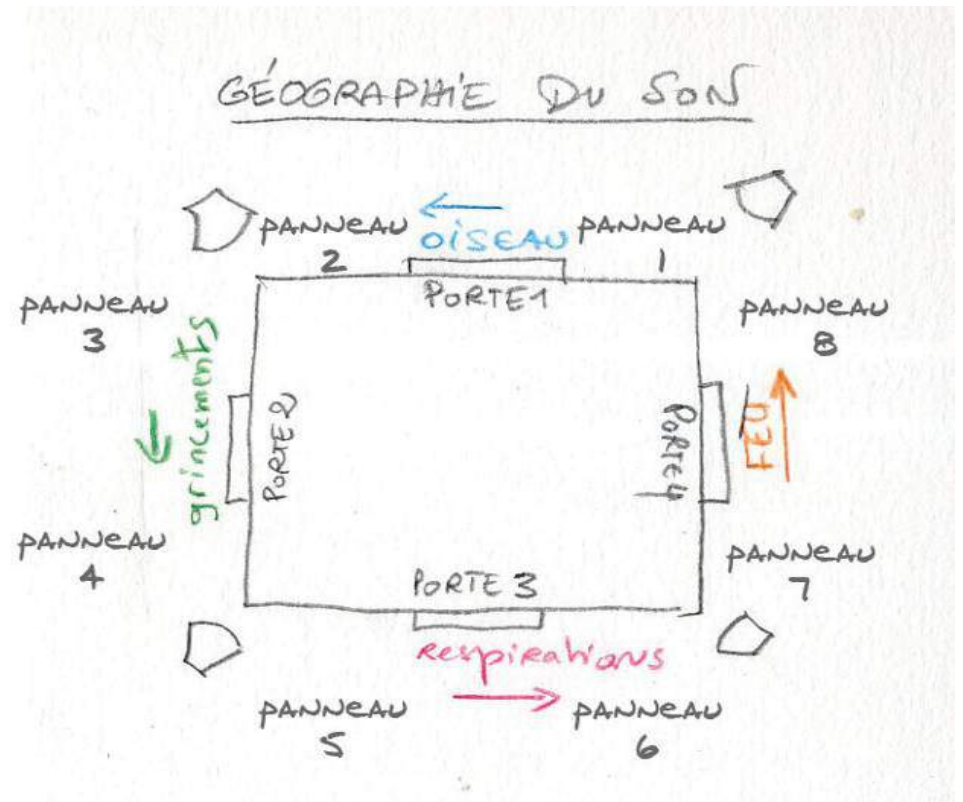 GÉOGRAPHIE DU SON
PANNEAU
2
OISEAU
PANNEAU
1
PORTE 1
PANNEAU
3
grincements
PORTE 2
PANNEAU
4
PANNEAU
8
PORTE 4
FEU
PANNEAU
7
PORTE 3
Respirations
PANNEAU
5
PANNEAU
6